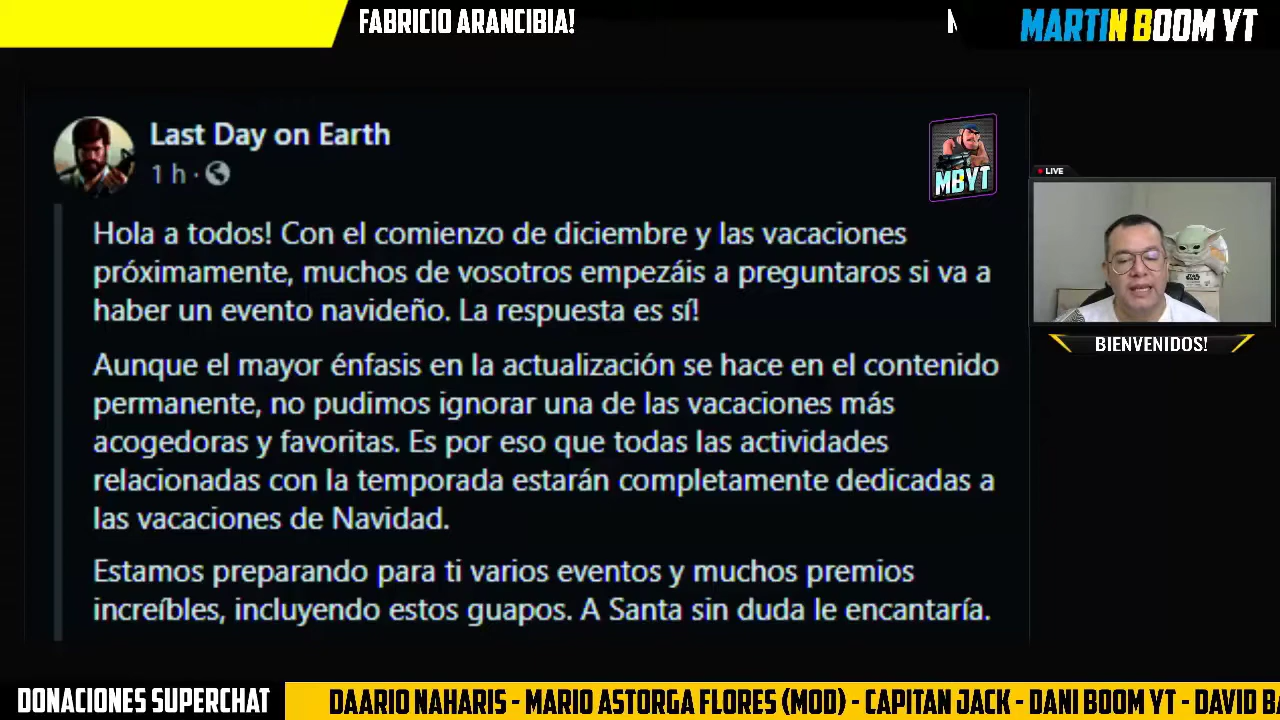 FABRICIO ARANCIBIA!
MARTIN BOOM YT
Last Day on Earth
1 h ·
MBYT
LIVE
Hola a todos! Con el comienzo de diciembre y las vacaciones
próximamente, muchos de vosotros empezáis a preguntaros si va a
haber un evento navideño. La respuesta es sí!
BIENVENIDOS!
Aunque el mayor énfasis en la actualización se hace en el contenido
permanente, no pudimos ignorar una de las vacaciones más
acogedoras y favoritas. Es por eso que todas las actividades
relacionadas con la temporada estarán completamente dedicadas a
las vacaciones de Navidad.
Estamos preparando para ti varios eventos y muchos premios
increíbles, incluyendo estos guapos. A Santa sin duda le encantaría.
DONACIONES SUPERCHAT
DAARIO NAHARIS - MARIO ASTORGA FLORES (MOD) - CAPITAN JACK - DANI BOOM YT - DAVID